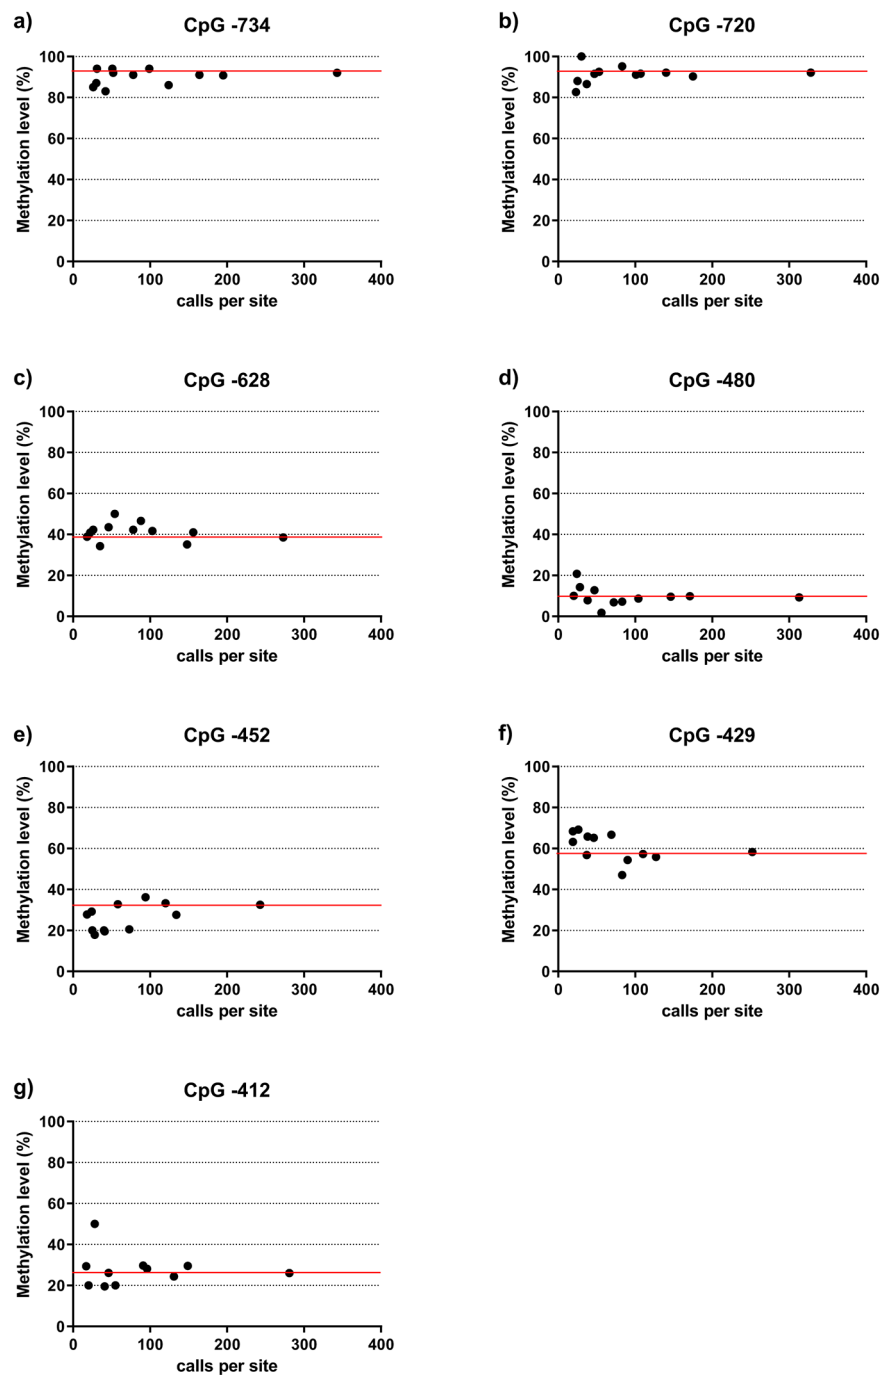 a)
CpG -734
Methylation level (%)
100
80
60
40
20
0
0 100 200 300 400
calls per site
b)
CpG -720
Methylation level (%)
100
80
60
40
20
0
0 100 200 300 400
calls per site
c)
CpG -628
Methylation level (%)
100
80
60
40
20
0
0 100 200 300 400
calls per site
d)
CpG -480
Methylation level (%)
100
80
60
40
20
0
0 100 200 300 400
calls per site
e)
CpG -452
Methylation level (%)
100
80
60
40
20
0
0 100 200 300 400
calls per site
f)
CpG -429
Methylation level (%)
100
80
60
40
20
0
0 100 200 300 400
calls per site
g)
CpG -412
Methylation level (%)
100
80
60
40
20
0
0 100 200 300 400
calls per site